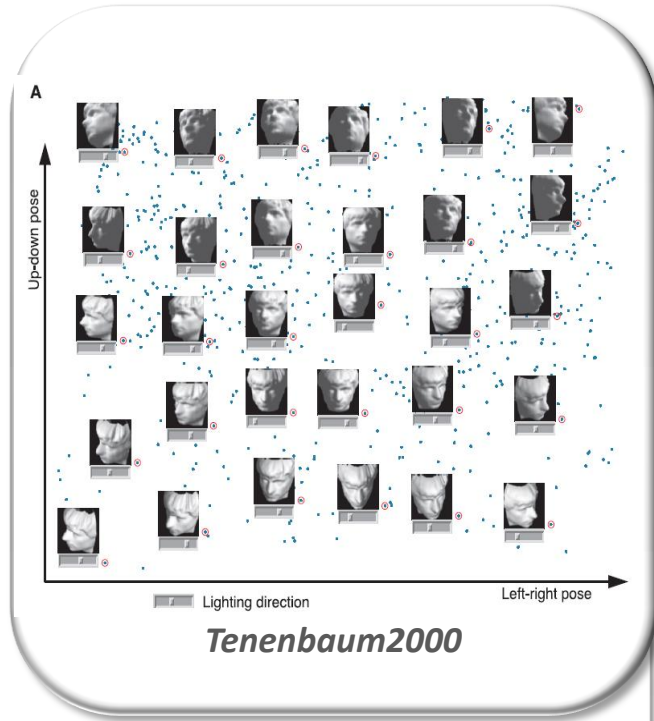 A
Up-down pose
Left-right pose
Lighting direction
Tenenbaum2000